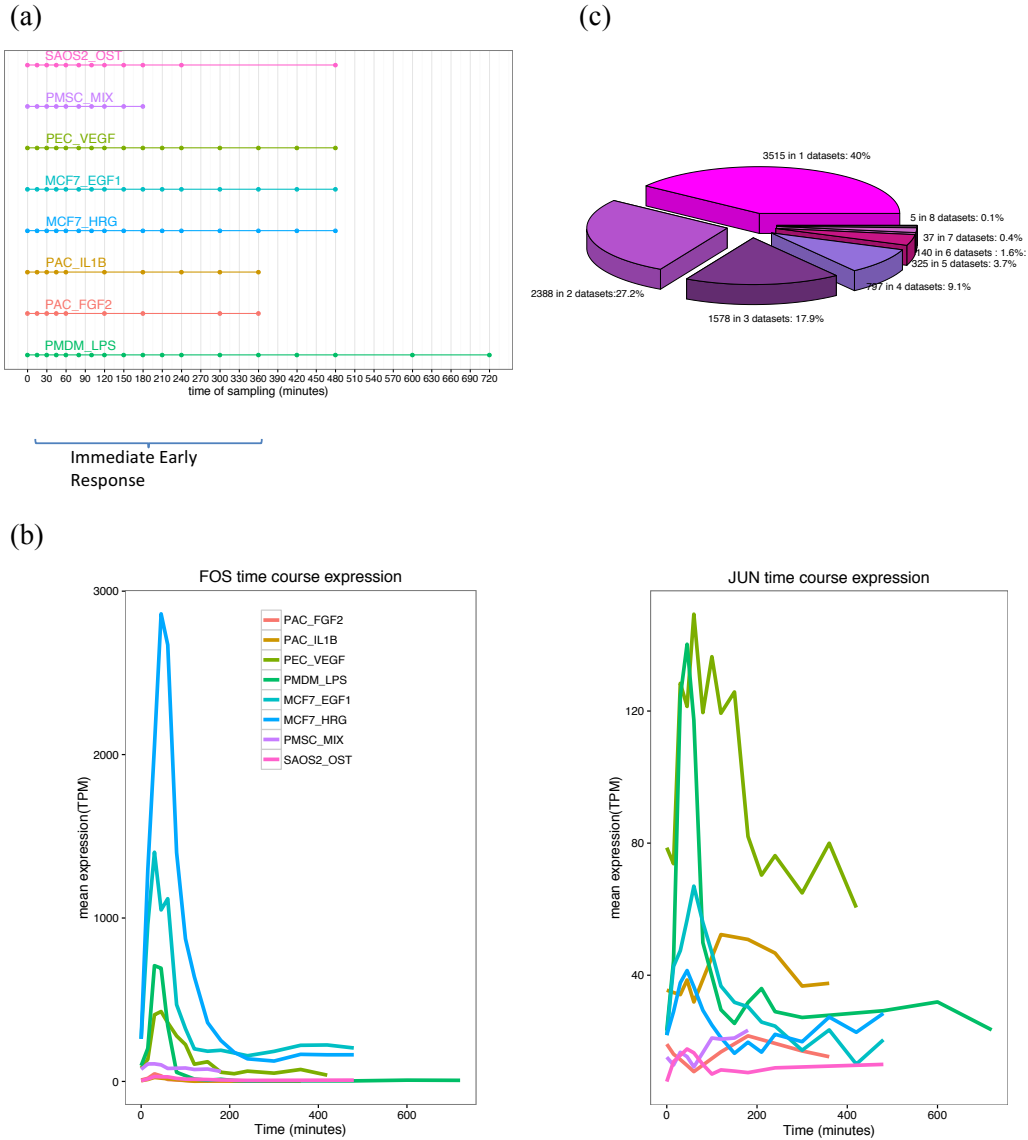 (a)
SAOS2_OST
PMSC_MIX
PEC_VEGF
MCF7_EGF1
MCF7_HRG
PAC_IL1B
PAC_FGF2
PMDM_LPS
0 30 60 90 120 150 180 210 240 270 300 330 360 390 420 450 480 510 540 570 600 630 660 690 720
time of sampling (minutes)
Immediate Early
Response
(c)
3515 in 1 datasets: 40%
5 in 8 datasets: 0.1%
37 in 7 datasets: 0.4%
140 in 6 datasets : 1.6%:
325 in 5 datasets: 3.7%
797 in 4 datasets: 9.1%
2388 in 2 datasets:27.2%
1578 in 3 datasets: 17.9%
(b)
FOS time course expression
mean expression(TPM)
3000
2000
1000
0
PAC_FGF2
PAC_IL1B
PEC_VEGF
PMDM_LPS
MCF7_EGF1
MCF7_HRG
PMSC_MIX
SAOS2_OST
0 200 400 600
Time (minutes)
JUN time course expression
mean expression(TPM)
120
80
40
0 200 400 600
Time (minutes)